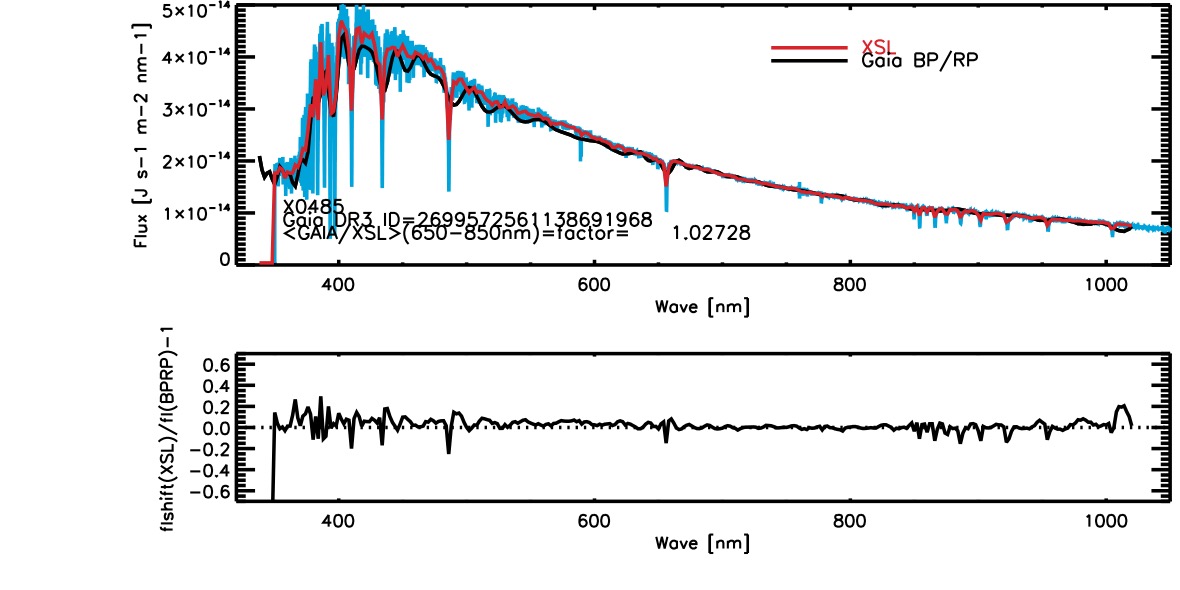 5×10⁻¹⁴
4×10⁻¹⁴
3×10⁻¹⁴
2×10⁻¹⁴
1×10⁻¹⁴
0
Flux [J s−1 m−2 nm−1]
XSL
Gaia BP/RP
X0485
Gaia DR3 ID=2699572561138691968
<GAIA/XSL>(650−850nm)=factor= 1.02728
400 600 800 1000
Wave [nm]
0.6
0.4
0.2
0.0
−0.2
−0.4
−0.6
flshift(XSL)/fl(BPRP)−1
400 600 800 1000
Wave [nm]